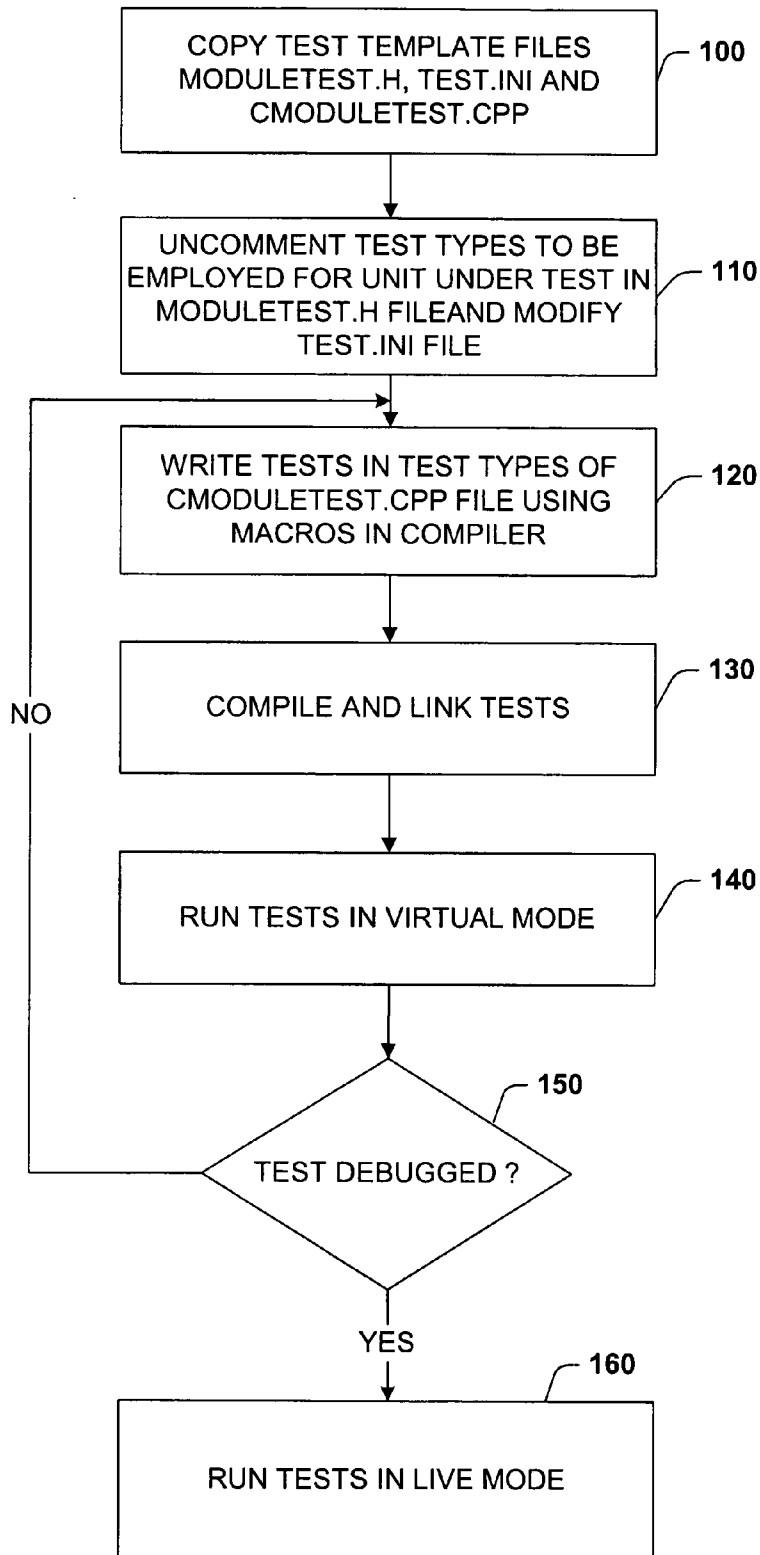 COPY TEST TEMPLATE FILES
MODULETEST.H, TEST.INI AND
CMODULETEST.CPP
100
UNCOMMENT TEST TYPES TO BE
EMPLOYED FOR UNIT UNDER TEST IN
MODULETEST.H FILEAND MODIFY
TEST.INI FILE
110
WRITE TESTS IN TEST TYPES OF
CMODULETEST.CPP FILE USING
MACROS IN COMPILER
120
COMPILE AND LINK TESTS
130
NO
RUN TESTS IN VIRTUAL MODE
140
TEST DEBUGGED ?
150
YES
RUN TESTS IN LIVE MODE
160